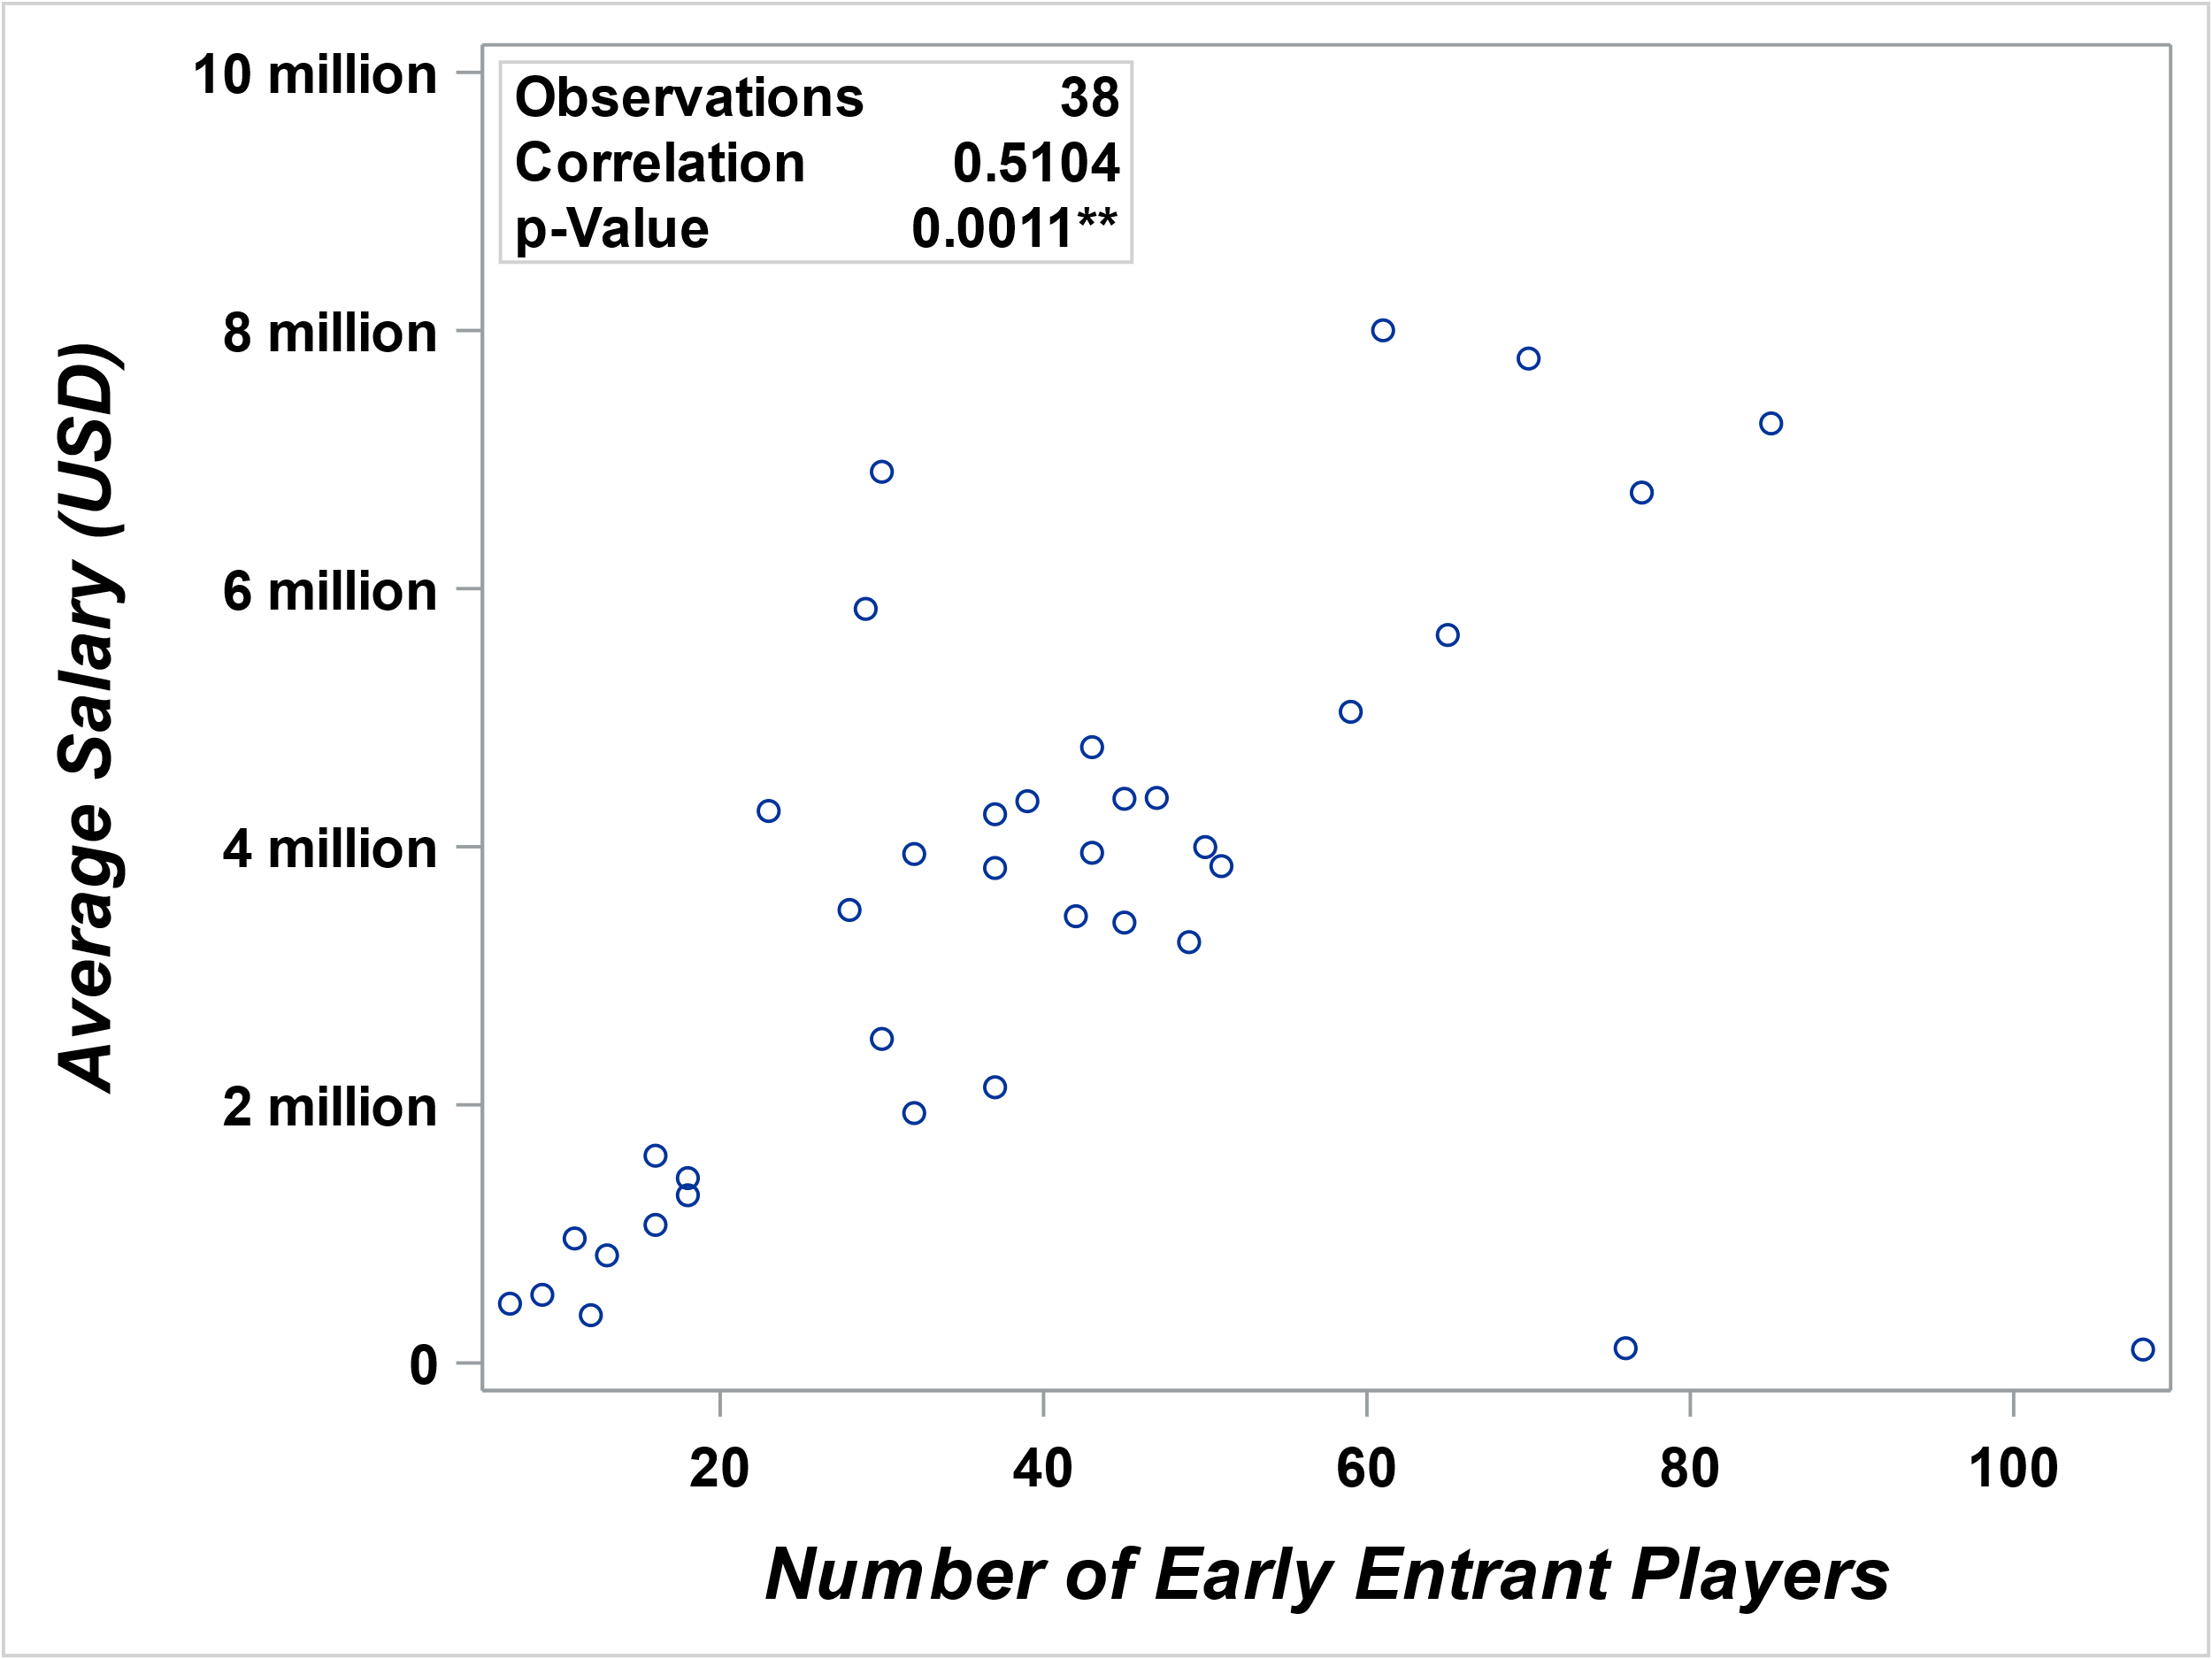 10 million
8 million
6 million
4 million
2 million
0
Average Salary (USD)
Observations 38
Correlation 0.5104
p-Value 0.0011**
20 40 60 80 100
Number of Early Entrant Players